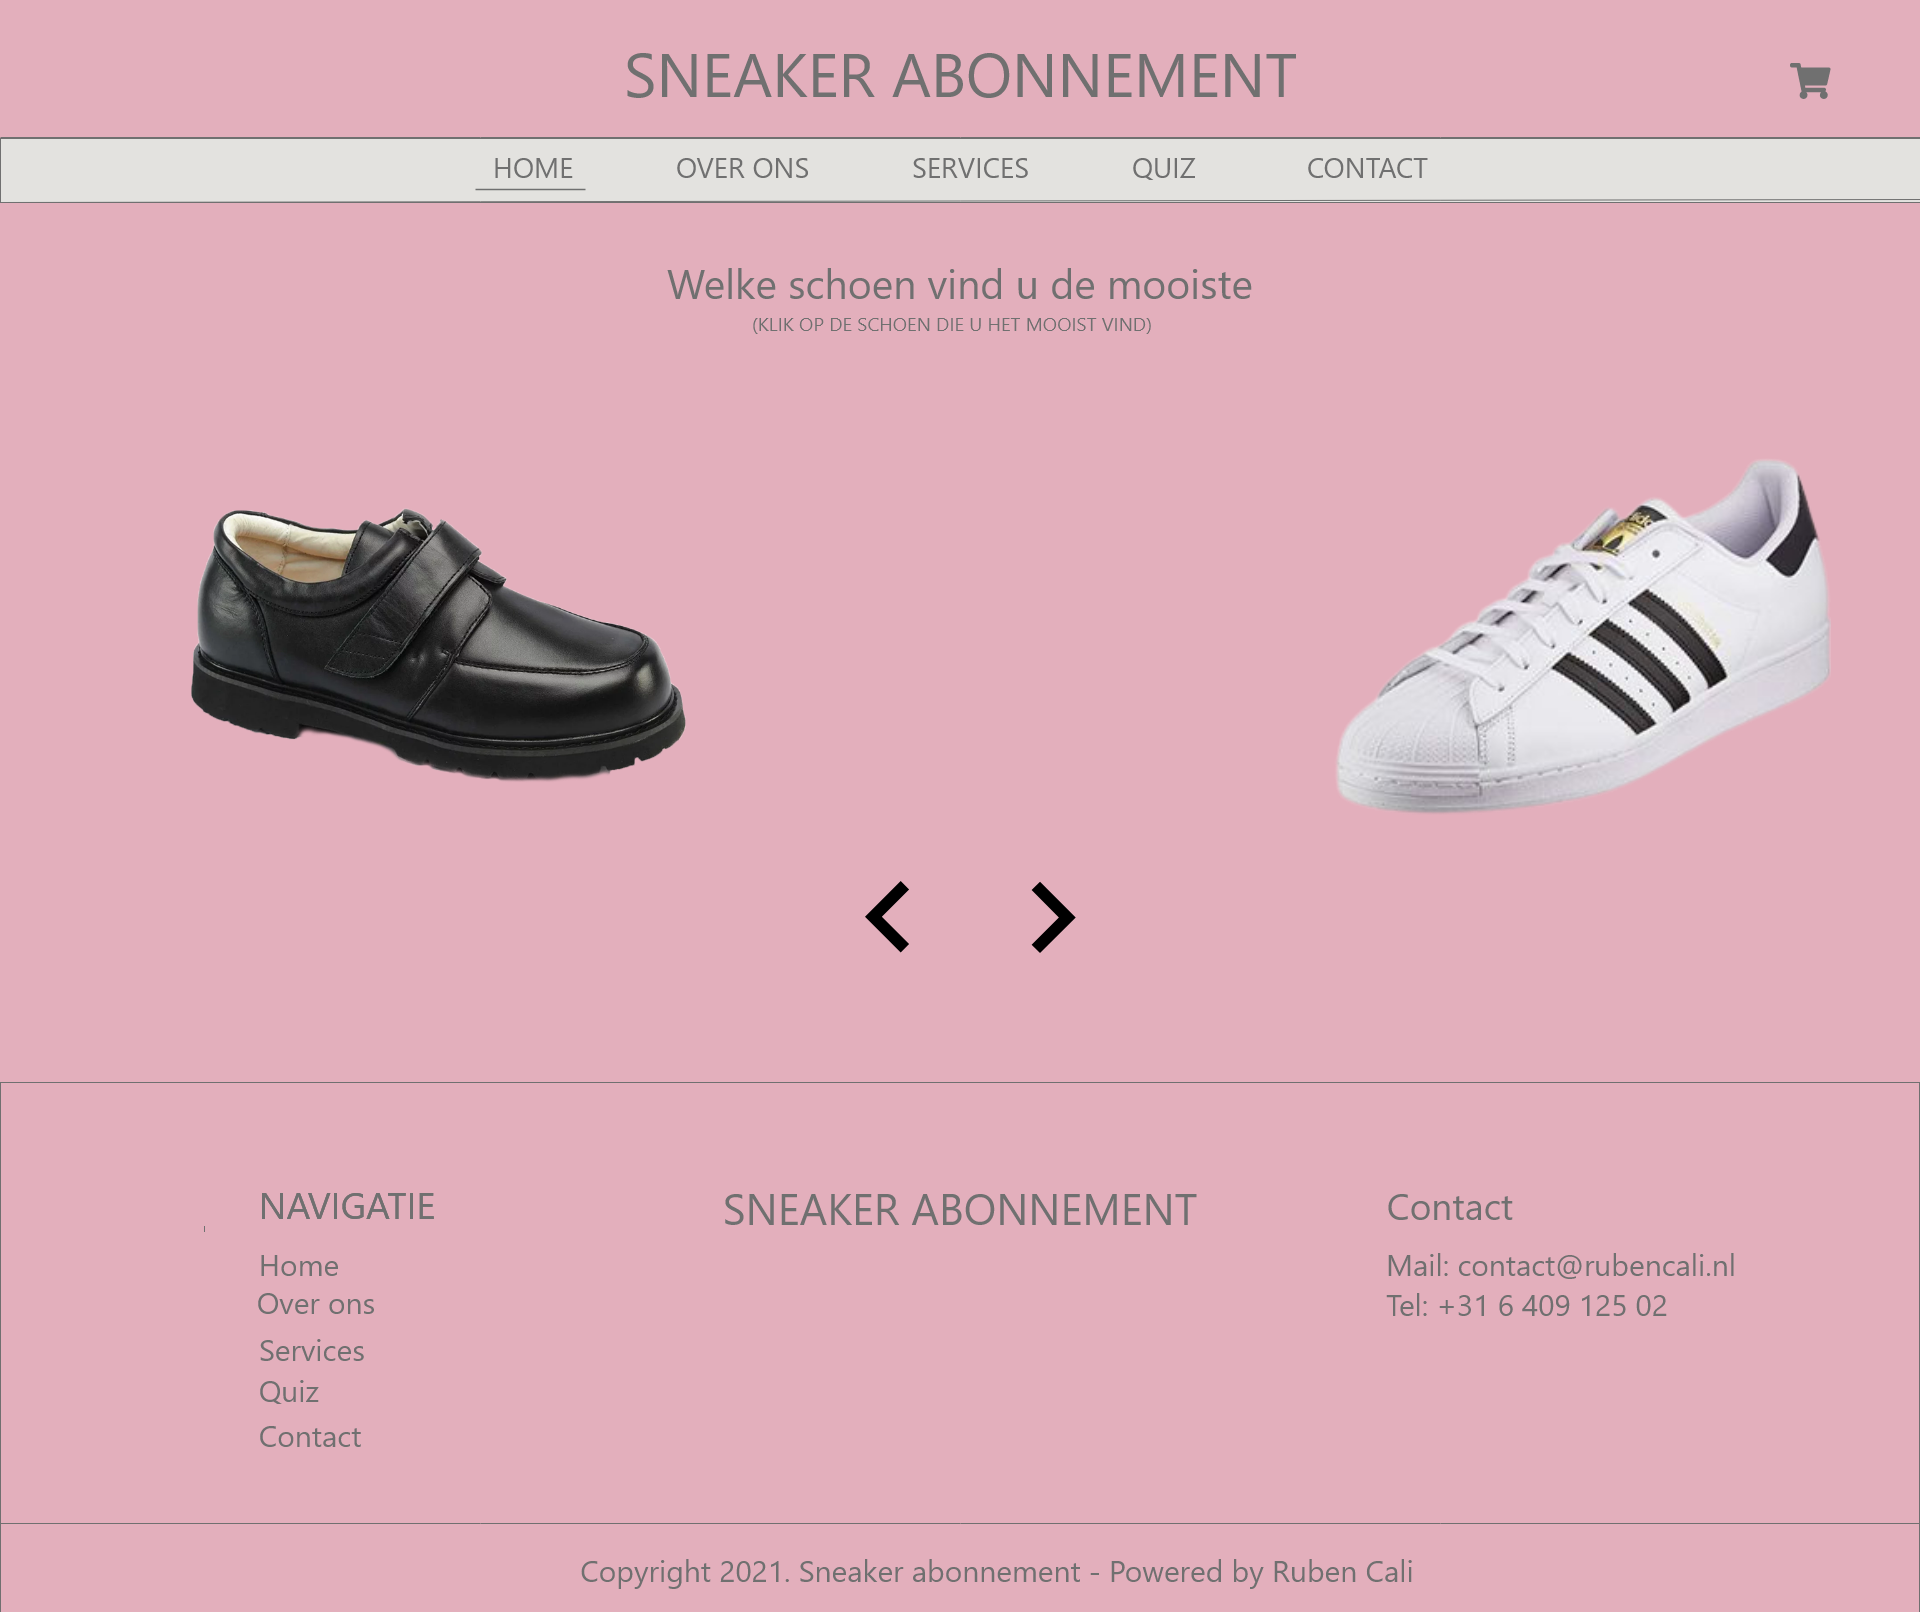 SNEAKER ABONNEMENT
HOME OVER ONS SERVICES QUIZ CONTACT
Welke schoen vind u de mooiste
(KLIK OP DE SCHOEN DIE U HET MOOIST VIND)
NAVIGATIE
Home
Over ons
Services
Quiz
Contact
SNEAKER ABONNEMENT
Contact
Mail: contact@rubencali.nl
Tel: +31 6 409 125 02
Copyright 2021. Sneaker abonnement - Powered by Ruben Cali